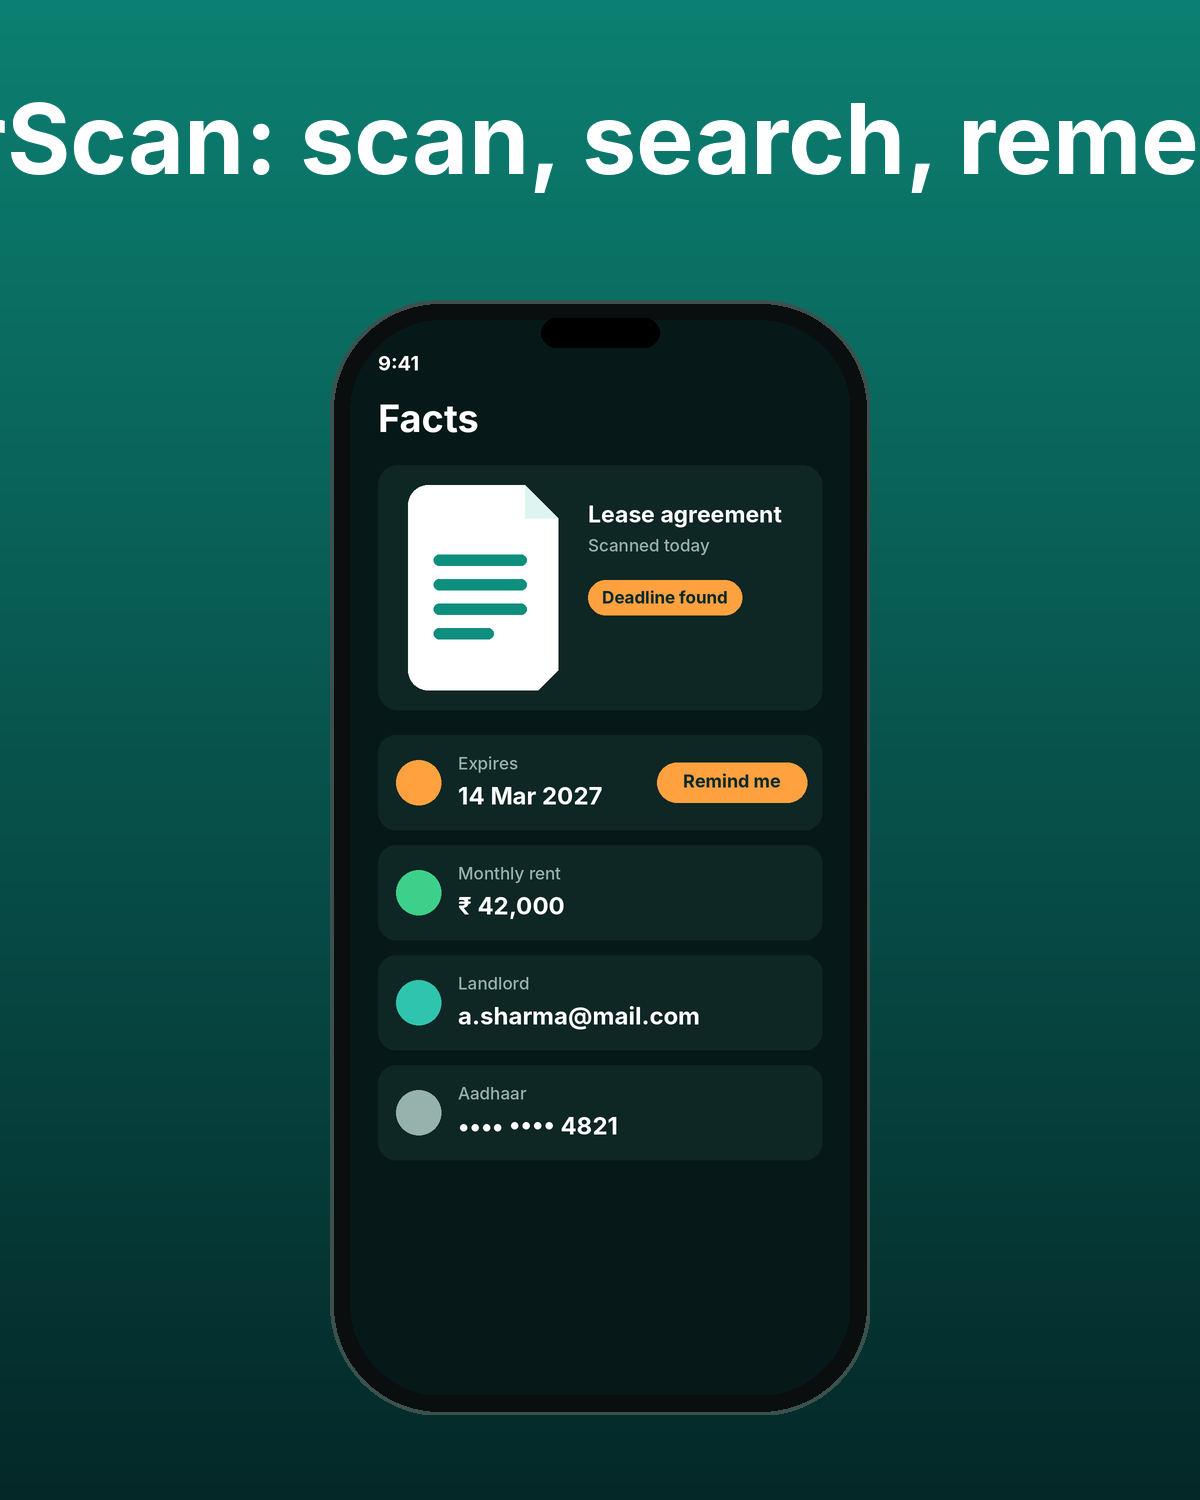 rScan: scan, search, reme
9:41
Facts
Lease agreement
Scanned today
Deadline found
Expires
14 Mar 2027
Remind me
Monthly rent
₹ 42,000
Landlord
a.sharma@mail.com
Aadhaar
•••• •••• 4821